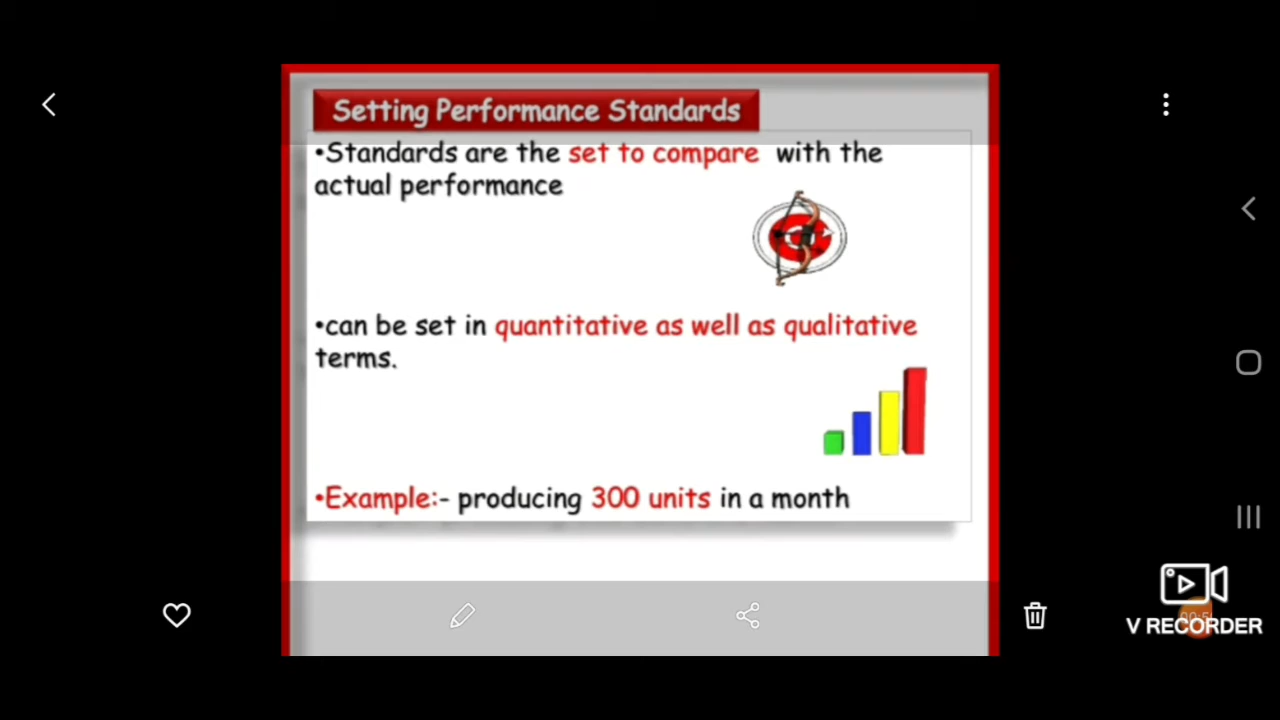 Setting Performance Standards
•Standards are the set to compare with the
actual performance
•can be set in quantitative as well as qualitative
terms.
•Example:- producing 300 units in a month
V RECORDER